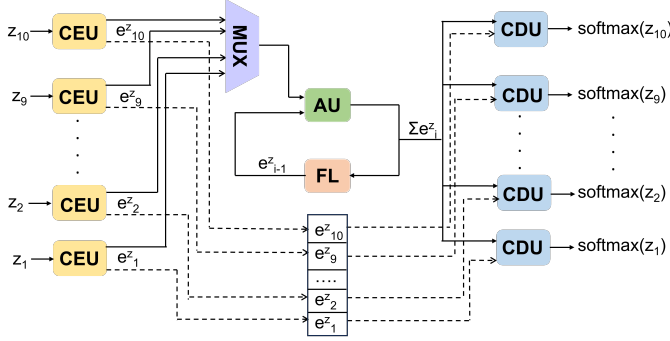 z10 CEU e^z10 MUX CDU softmax(z10)
z9 CEU e^z9 AU CDU softmax(z9)
Σe^zi
e^zi-1 FL
z2 CEU e^z2 CDU softmax(z2)
z1 CEU e^z1 CDU softmax(z1)
e^z10
e^z9
....
e^z2
e^z1